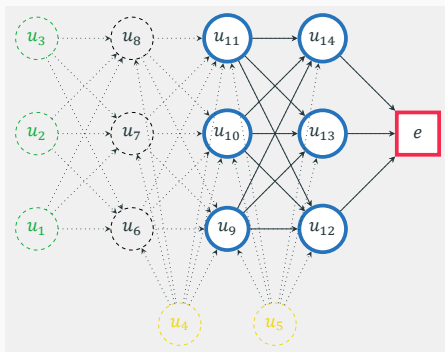 u₃ u₈ u₁₁ u₁₄
u₂ u₇ u₁₀ u₁₃ e
u₁ u₆ u₉ u₁₂
u₄ u₅